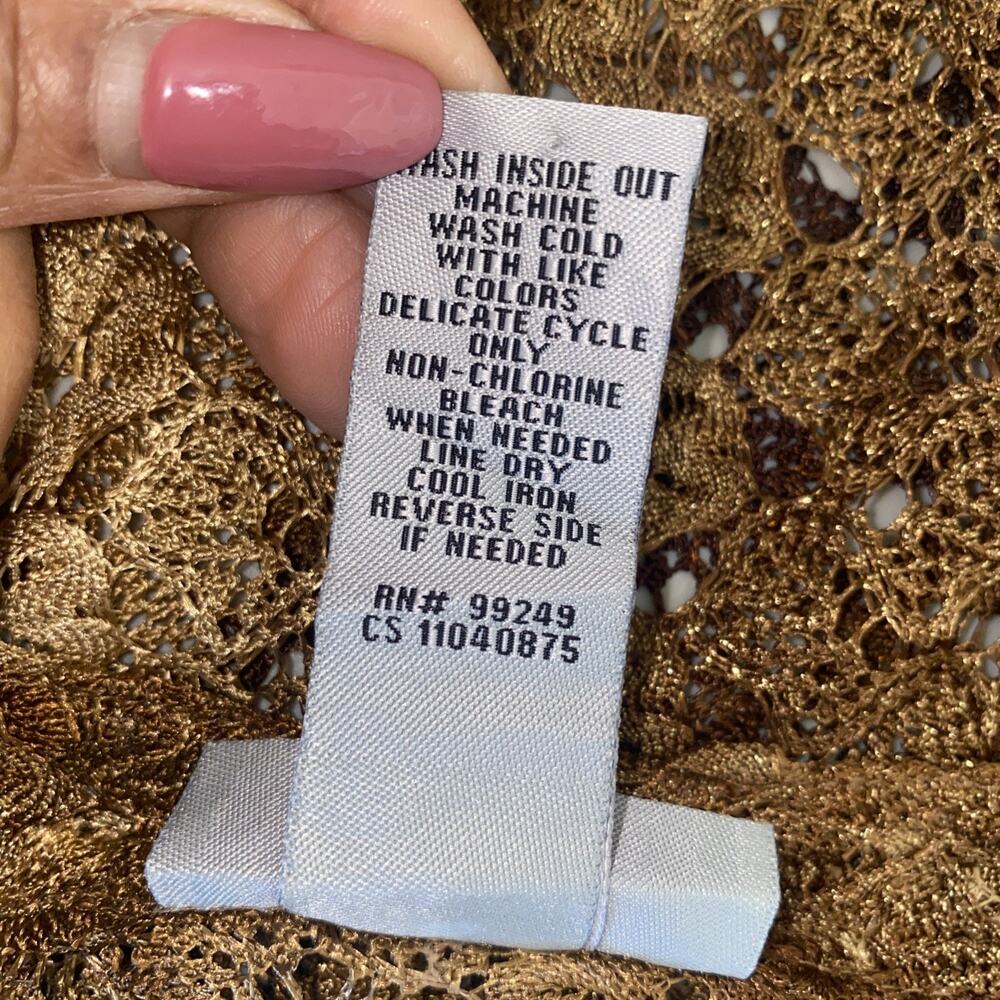 WASH INSIDE OUT
MACHINE
WASH COLD
WITH LIKE
COLORS
DELICATE CYCLE
ONLY
NON-CHLORINE
BLEACH
WHEN NEEDED
LINE DRY
COOL IRON
REVERSE SIDE
IF NEEDED
RN# 99249
CS 11040875